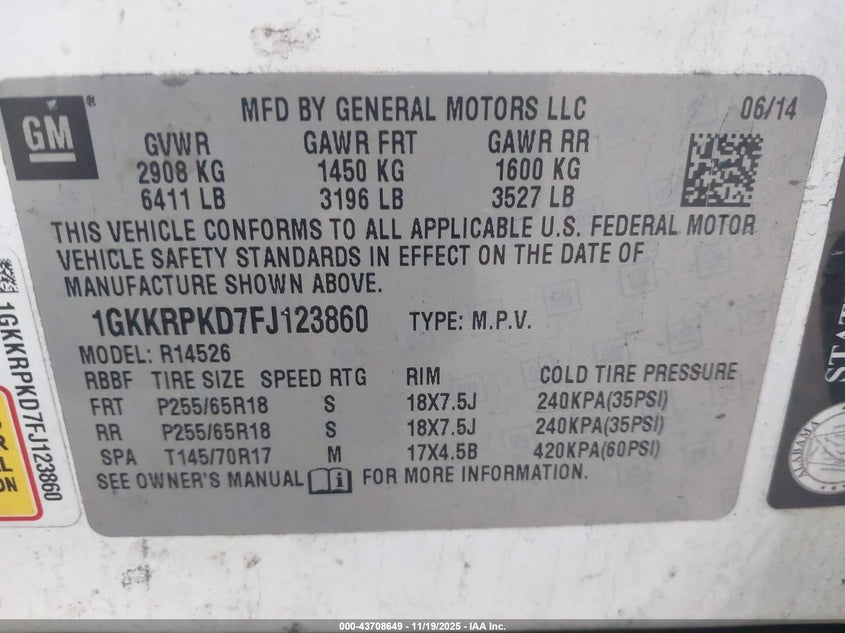 GM®
MFD BY GENERAL MOTORS LLC 06/14
GVWR GAWR FRT GAWR RR
2908 KG 1450 KG 1600 KG
6411 LB 3196 LB 3527 LB
THIS VEHICLE CONFORMS TO ALL APPLICABLE U.S. FEDERAL MOTOR
VEHICLE SAFETY STANDARDS IN EFFECT ON THE DATE OF
MANUFACTURE SHOWN ABOVE.
1GKKRPKD7FJ123860 TYPE: M.P.V.
MODEL: R14526
RBBF TIRE SIZE SPEED RTG RIM COLD TIRE PRESSURE
FRT P255/65R18 S 18X7.5J 240KPA(35PSI)
RR P255/65R18 S 18X7.5J 240KPA(35PSI)
SPA T145/70R17 M 17X4.5B 420KPA(60PSI)
SEE OWNER'S MANUAL i FOR MORE INFORMATION.
1GKKRPKD7FJ123860
ALABAMA
000-43708649 - 11/19/2025 - IAA Inc.